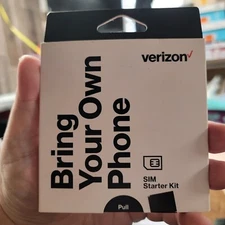 verizon✓
Bring
Your Own
Phone
SIM
Starter Kit
Pull